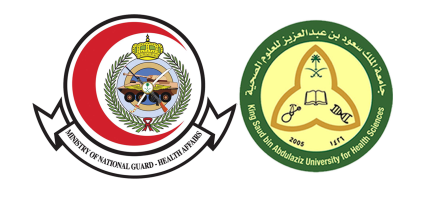 MINISTRY OF NATIONAL GUARD - HEALTH AFFAIRS
جامعة الملك سعود بن عبدالعزيز للعلوم الصحية
King Saud bin Abdulaziz University for Health Sciences
2005
١٤٢٦